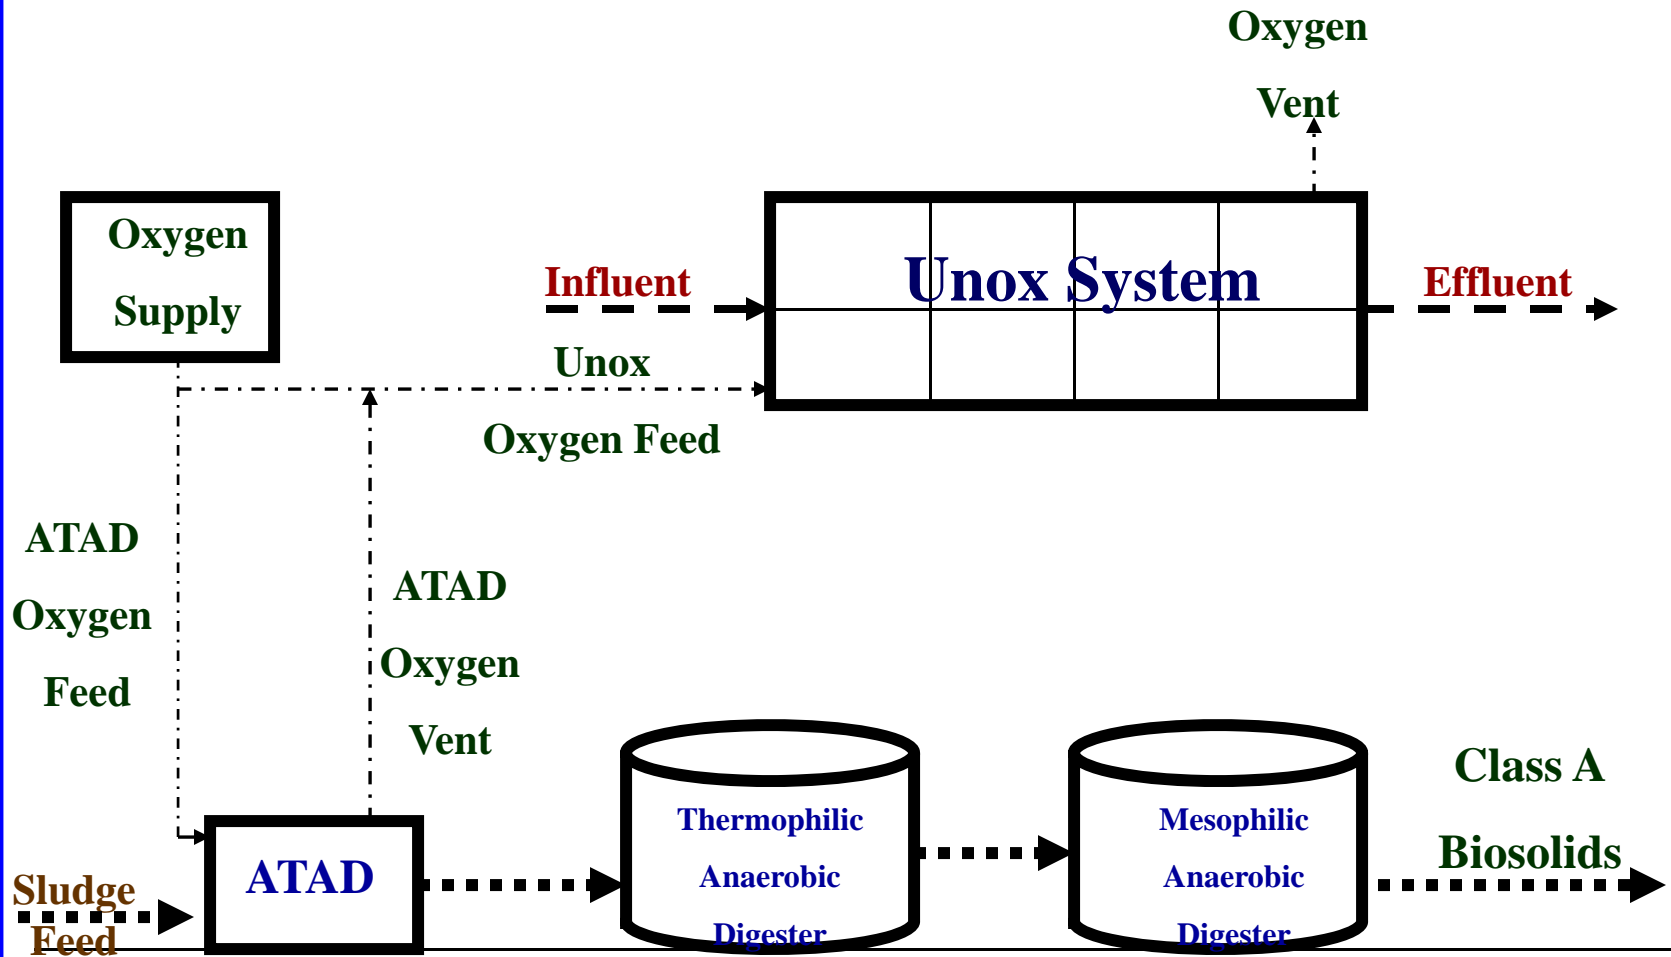 Oxygen
Vent
Oxygen
Supply
Influent
Unox System
Effluent
Unox
Oxygen Feed
ATAD
Oxygen
Feed
ATAD
Oxygen
Vent
Sludge
Feed
ATAD
Thermophilic
Anaerobic
Digester
Mesophilic
Anaerobic
Digester
Class A
Biosolids